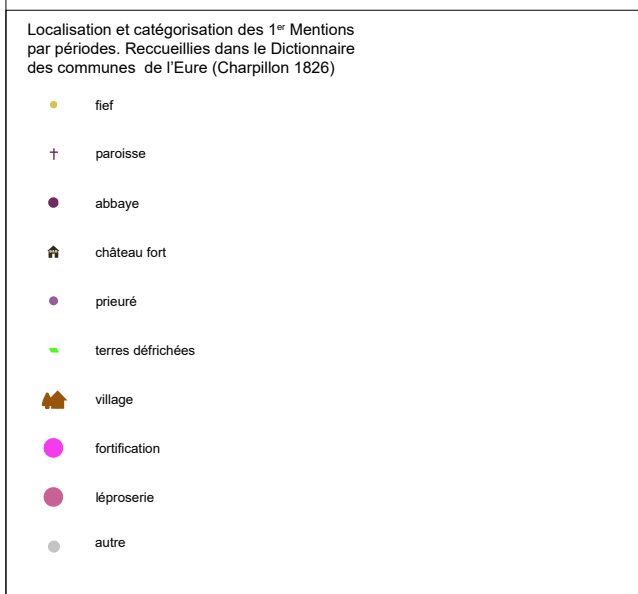 Localisation et catégorisation des 1er Mentions
par périodes. Reccueillies dans le Dictionnaire
des communes de l'Eure (Charpillon 1826)
fief
paroisse
abbaye
château fort
prieuré
terres défrichées
village
fortification
léproserie
autre